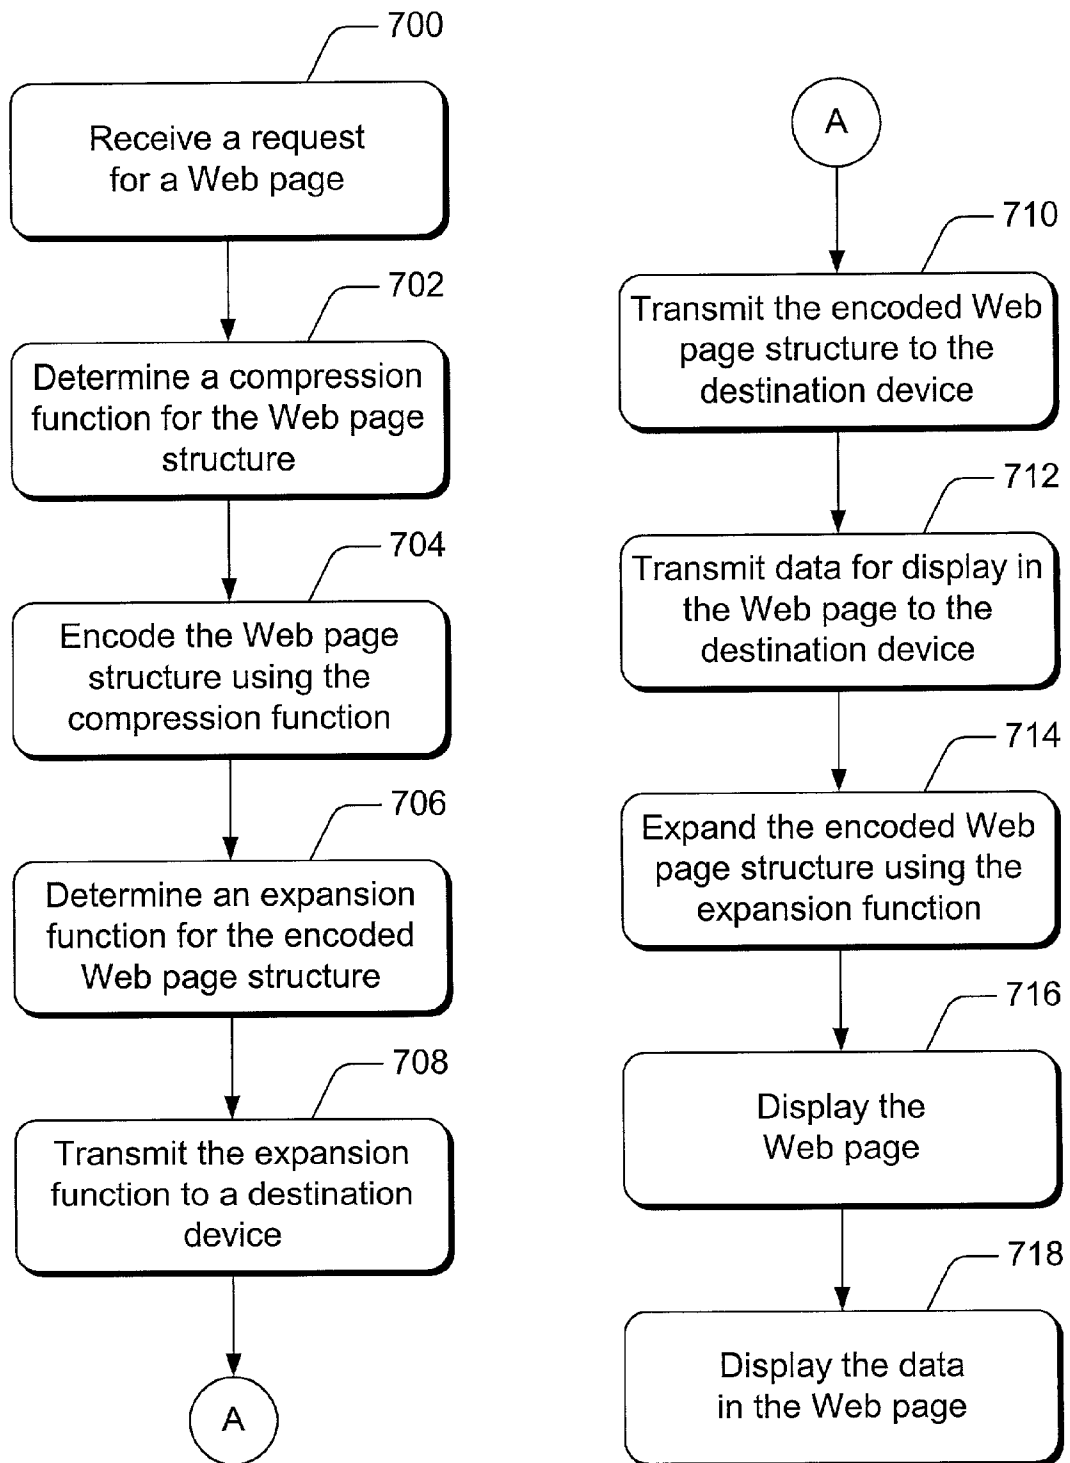 700
Receive a request
for a Web page
702
Determine a compression
function for the Web page
structure
704
Encode the Web page
structure using the
compression function
706
Determine an expansion
function for the encoded
Web page structure
708
Transmit the expansion
function to a destination
device
A
A
710
Transmit the encoded Web
page structure to the
destination device
712
Transmit data for display in
the Web page to the
destination device
714
Expand the encoded Web
page structure using the
expansion function
716
Display the
Web page
718
Display the data
in the Web page